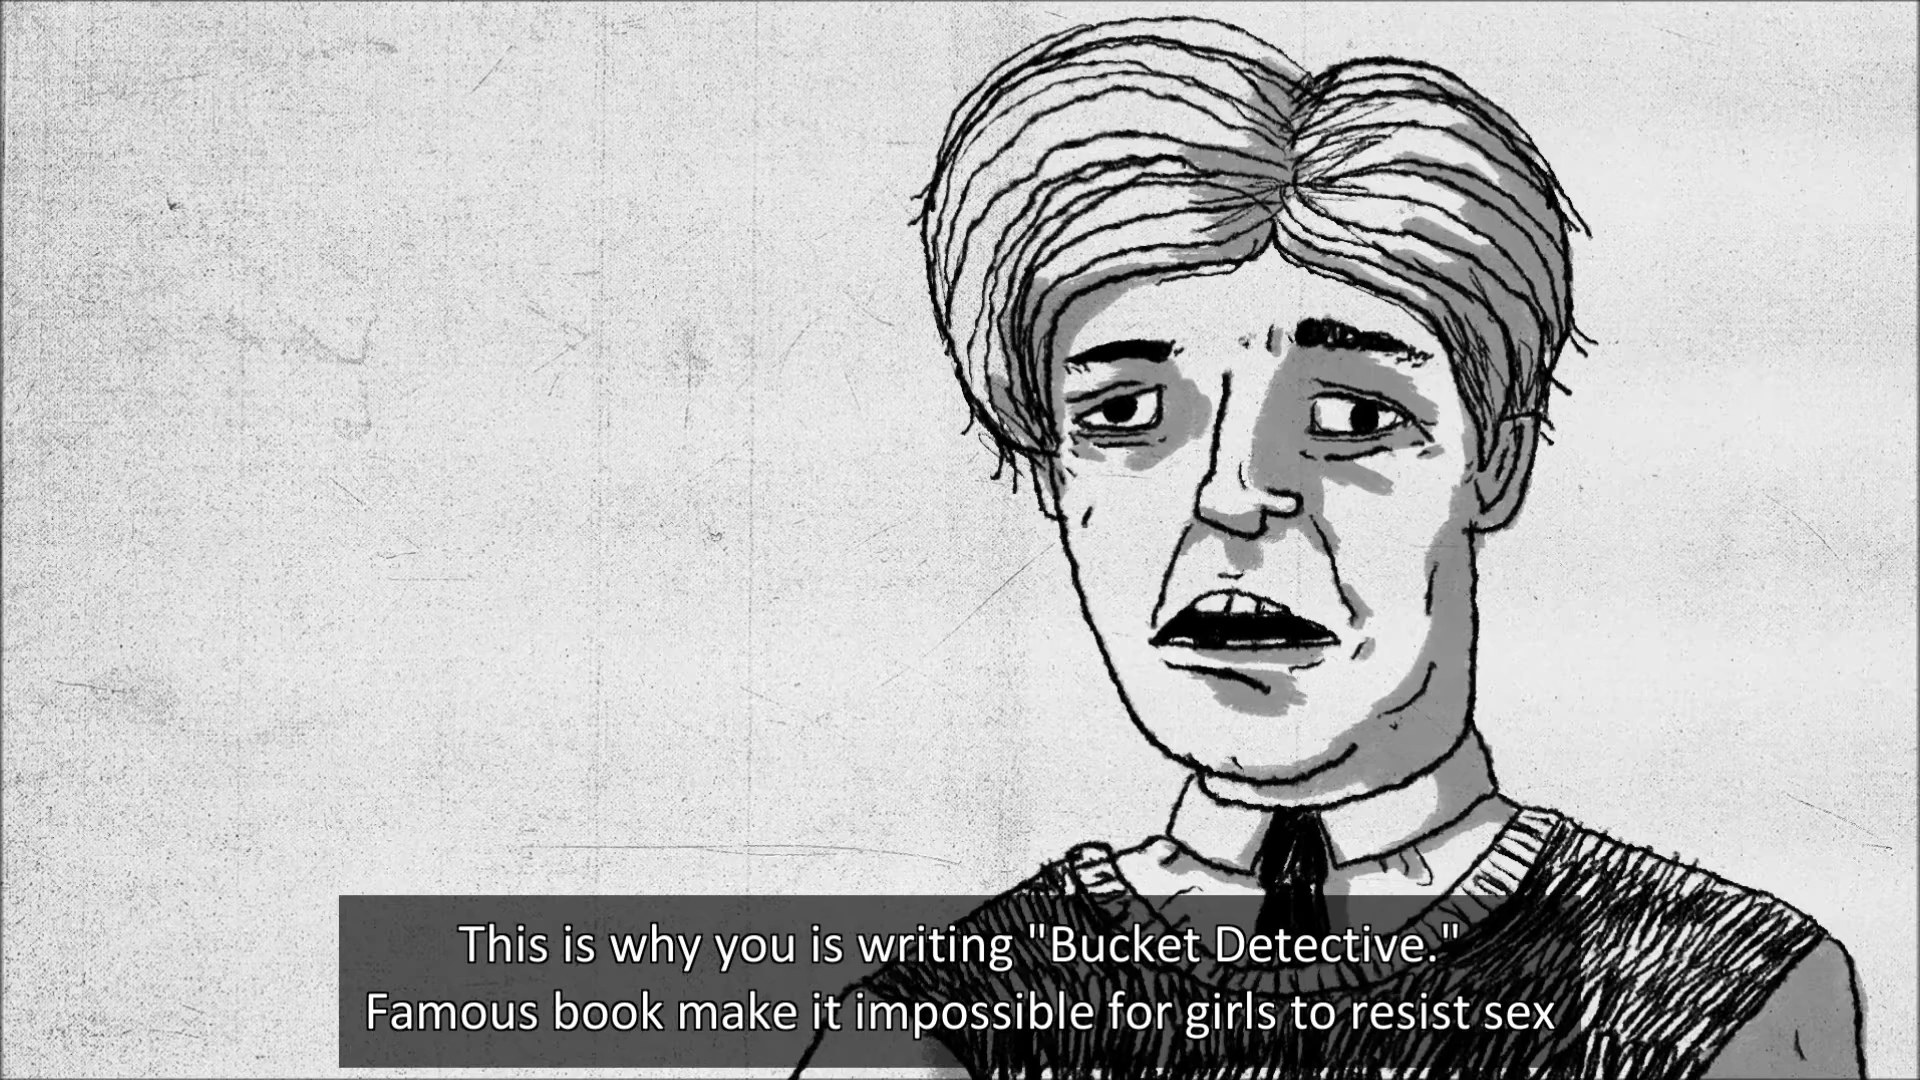 This is why you is writing "Bucket Detective."
Famous book make it impossible for girls to resist sex